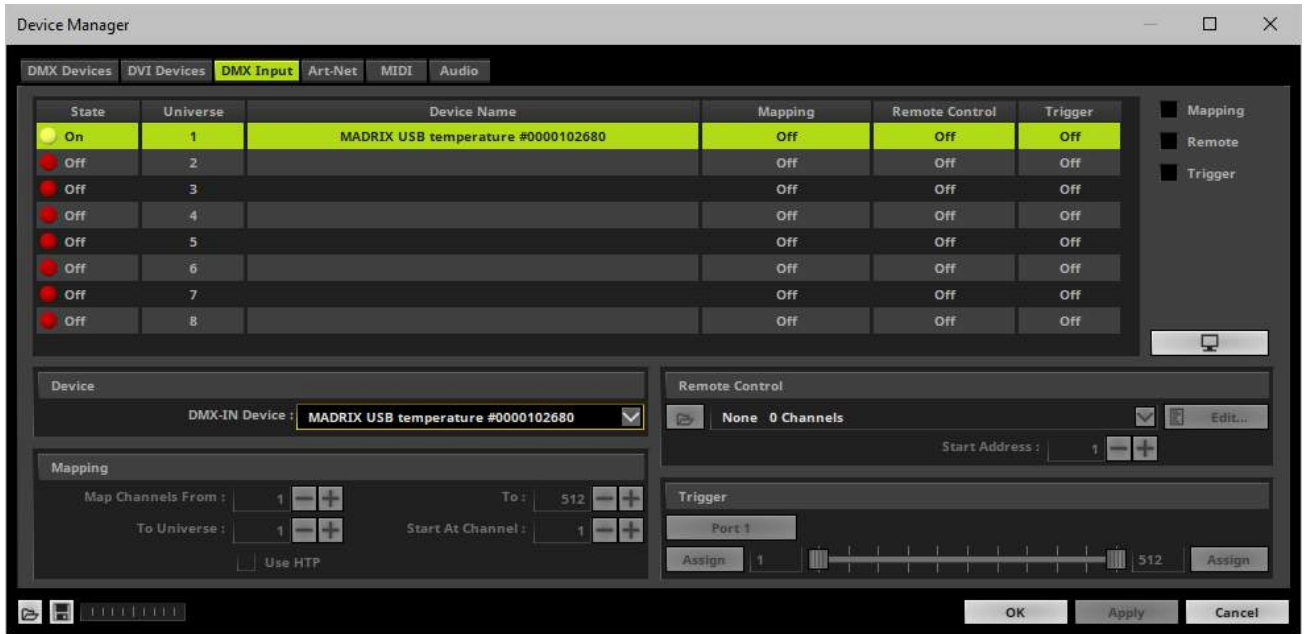 Device Manager
DMX Devices DVI Devices DMX Input Art-Net MIDI Audio
State Universe Device Name Mapping Remote Control Trigger
On 1 MADRIX USB temperature #0000102680 Off Off Off
Off 2 Off Off Off
Off 3 Off Off Off
Off 4 Off Off Off
Off 5 Off Off Off
Off 6 Off Off Off
Off 7 Off Off Off
Off 8 Off Off Off
Mapping
Remote
Trigger
Device
DMX-IN Device : MADRIX USB temperature #0000102680
Mapping
Map Channels From : 1 To : 512
To Universe : 1 Start At Channel : 1
Use HTP
Remote Control
None 0 Channels Edit...
Start Address : 1
Trigger
Port 1
Assign 1 512 Assign
OK Apply Cancel